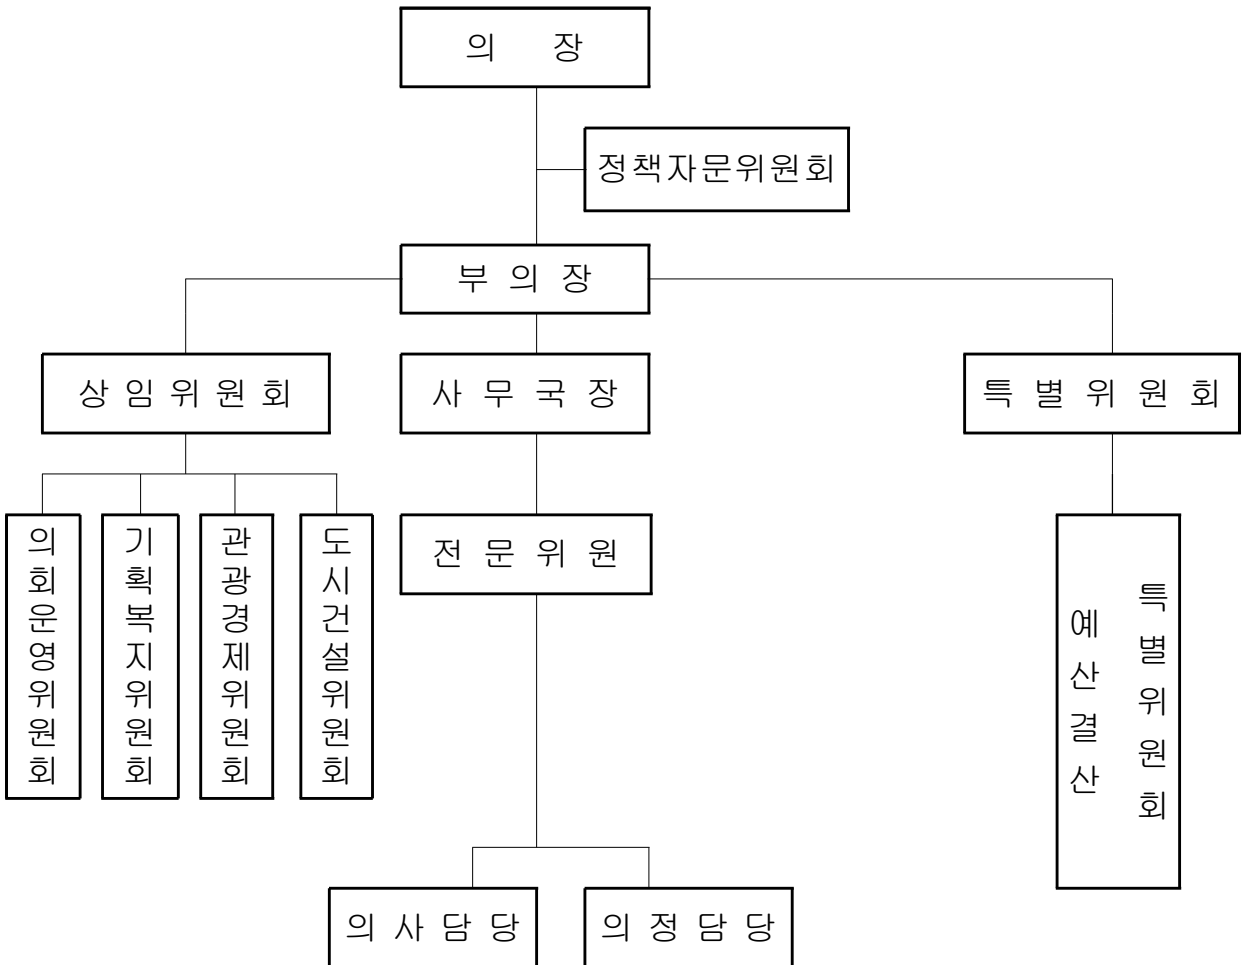 의 장
정책자문위원회
부 의 장
상 임 위 원 회
사 무 국 장
특 별 위 원 회
의회운영위원회
기획복지위원회
관광경제위원회
도시건설위원회
전 문 위 원
예산결산
특별위원회
의 사 담 당
의 정 담 당